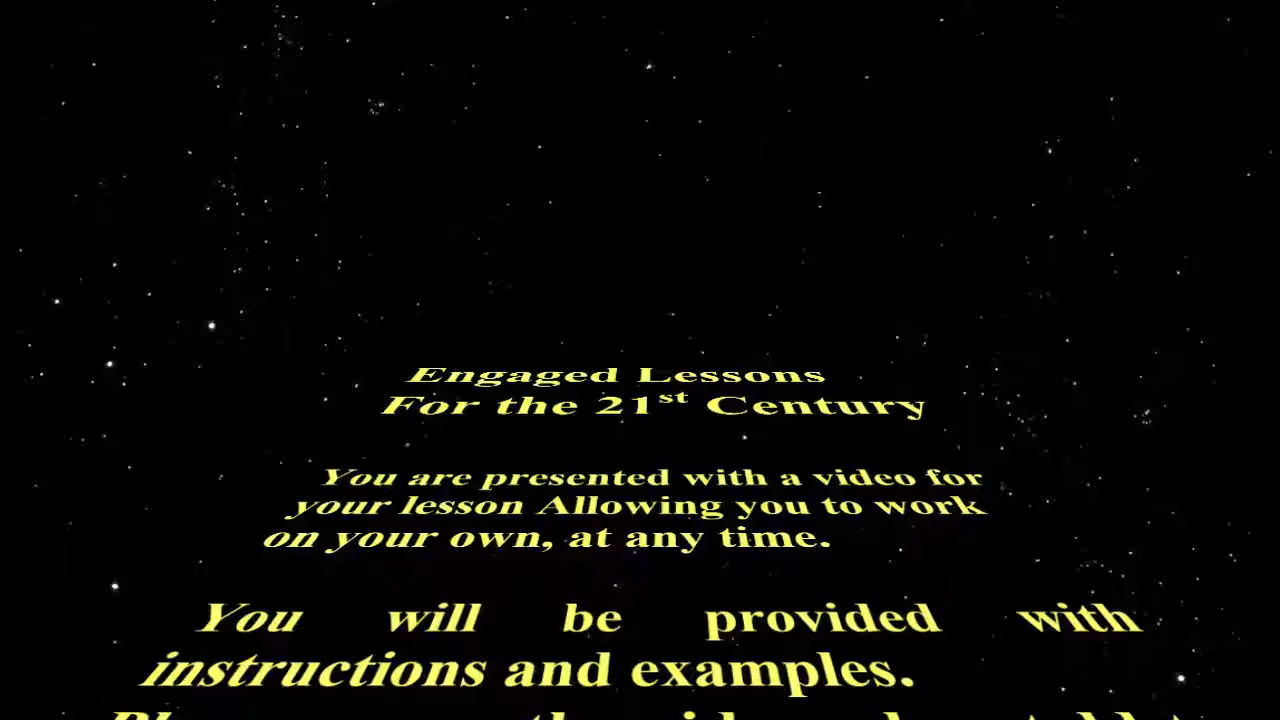 Engaged Lessons
For the 21st Century
You are presented with a video for
your lesson Allowing you to work
on your own, at any time.
You will be provided with
instructions and examples.